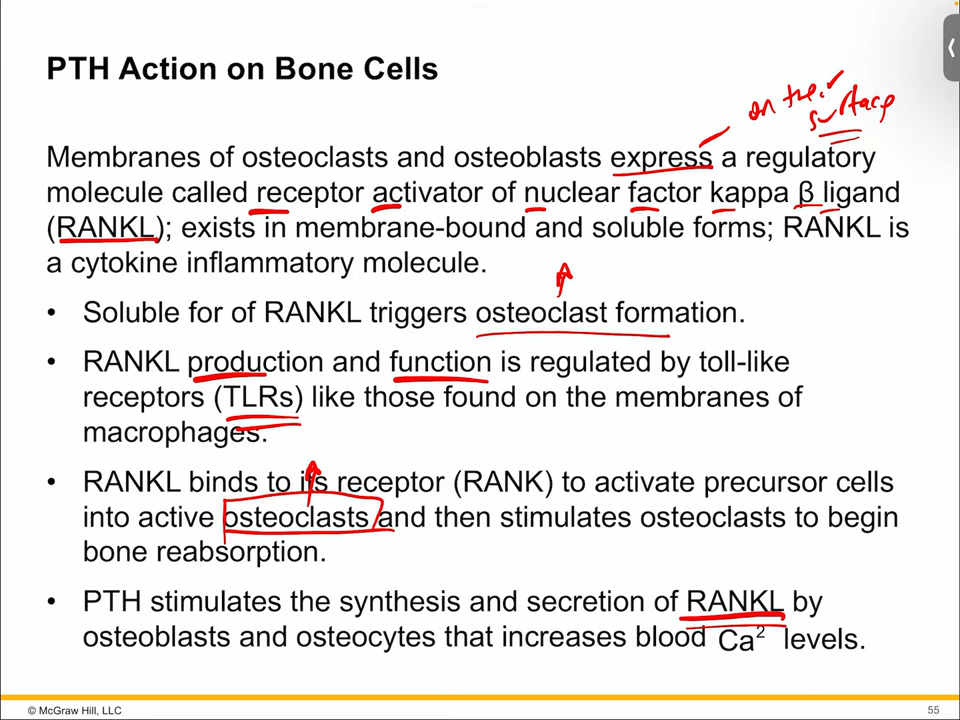 PTH Action on Bone Cells
on the
surface
Membranes of osteoclasts and osteoblasts express a regulatory
molecule called receptor activator of nuclear factor kappa β ligand
(RANKL); exists in membrane-bound and soluble forms; RANKL is
a cytokine inflammatory molecule.
• Soluble for of RANKL triggers osteoclast formation.
• RANKL production and function is regulated by toll-like
receptors (TLRs) like those found on the membranes of
macrophages.
• RANKL binds to its receptor (RANK) to activate precursor cells
into active osteoclasts and then stimulates osteoclasts to begin
bone reabsorption.
• PTH stimulates the synthesis and secretion of RANKL by
osteoblasts and osteocytes that increases blood Ca² levels.
© McGraw Hill, LLC
55